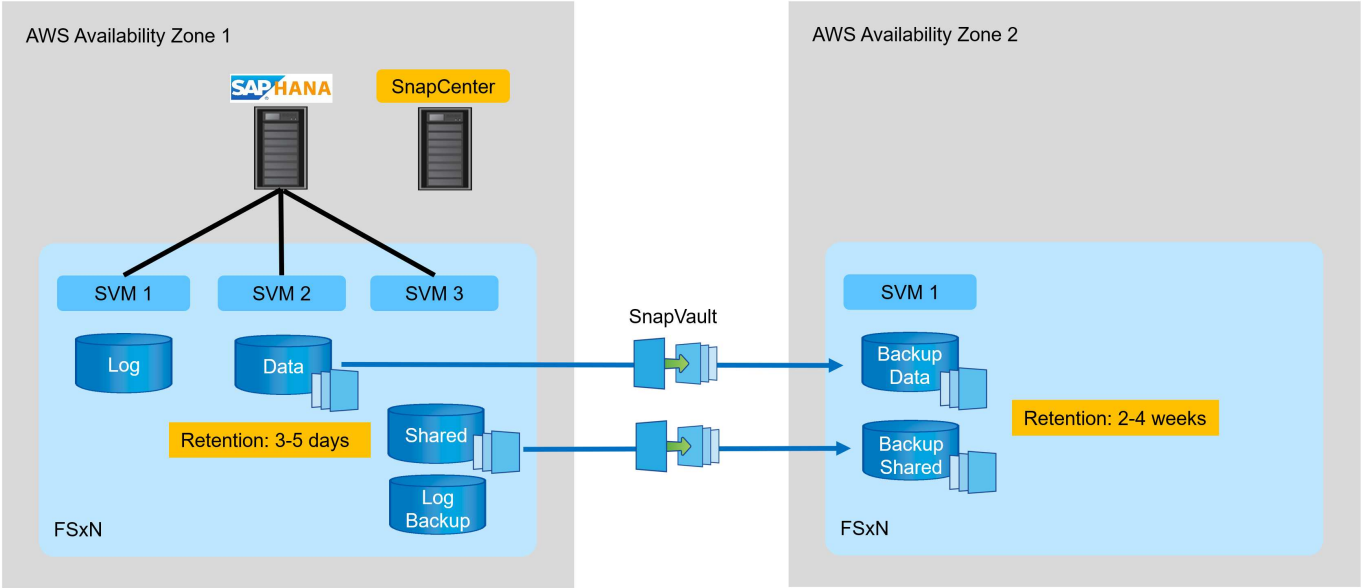 AWS Availability Zone 1
AWS Availability Zone 2
SAP HANA
SnapCenter
SVM 1
SVM 2
SVM 3
SnapVault
SVM 1
Log
Data
Backup
Data
Retention: 3-5 days
Shared
Retention: 2-4 weeks
Backup
Shared
Log
Backup
FSxN
FSxN